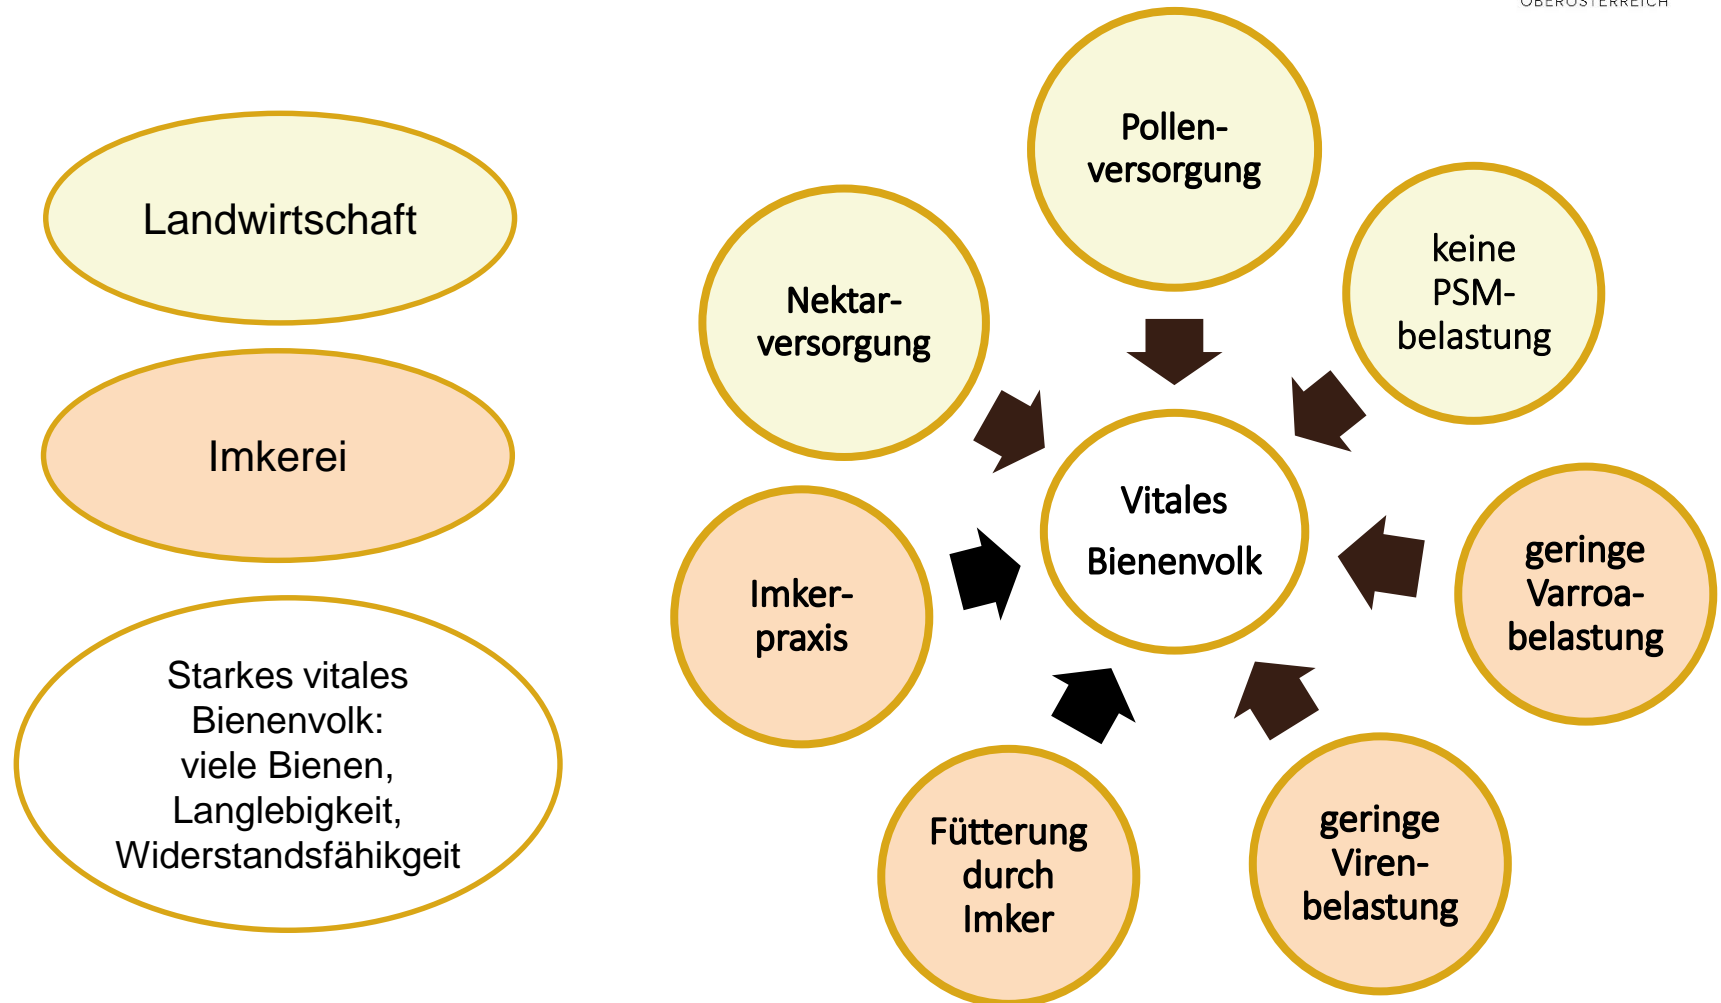 OBERÖSTERREICH
Landwirtschaft
Imkerei
Starkes vitales
Bienenvolk:
viele Bienen,
Langlebigkeit,
Widerstandsfähikgeit
Pollen-
versorgung
keine
PSM-
belastung
Nektar-
versorgung
Vitales
Bienenvolk
geringe
Varroa-
belastung
Imker-
praxis
Fütterung
durch
Imker
geringe
Viren-
belastung